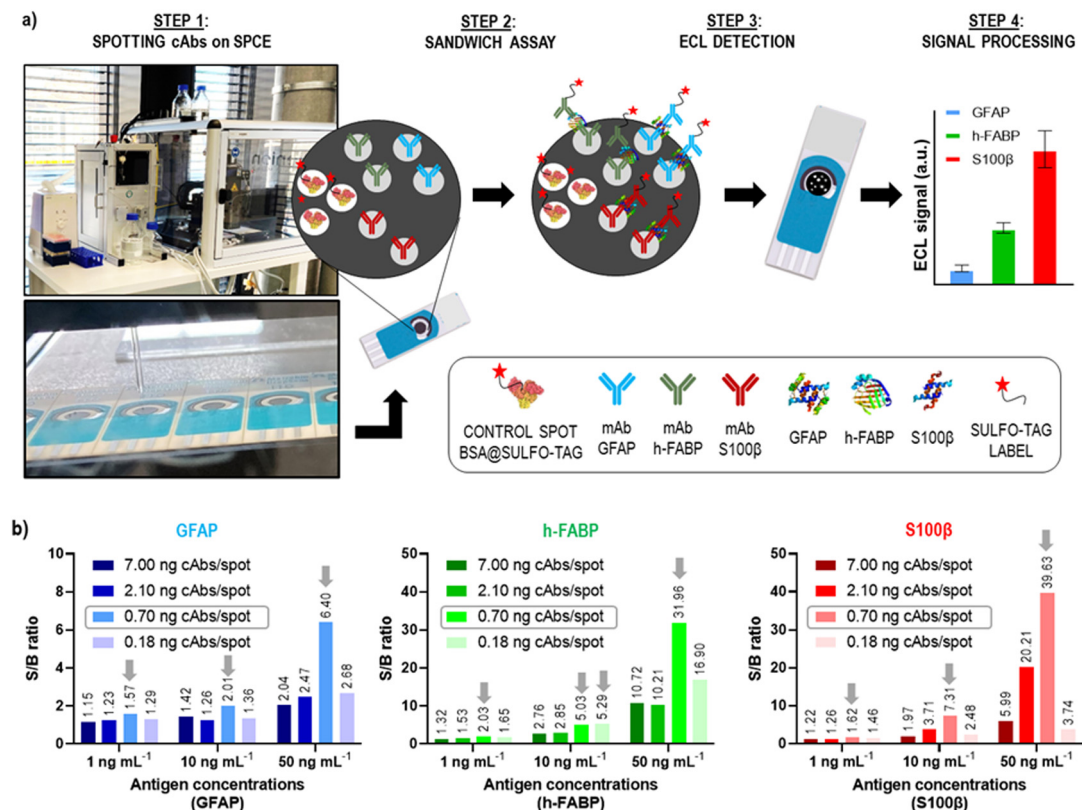 a)
STEP 1:
SPOTTING cAbs on SPCE
STEP 2:
SANDWICH ASSAY
STEP 3:
ECL DETECTION
STEP 4:
SIGNAL PROCESSING
ECL signal (a.u.)
GFAP
h-FABP
S100β
CONTROL SPOT
BSA@SULFO-TAG
mAb
GFAP
mAb
h-FABP
mAb
S100β
GFAP
h-FABP
S100β
SULFO-TAG
LABEL
b)
GFAP
S/B ratio
10
8
6
4
2
0
7.00 ng cAbs/spot
2.10 ng cAbs/spot
0.70 ng cAbs/spot
0.18 ng cAbs/spot
1.15
1.23
1.57
1.29
1.42
1.26
2.01
1.36
2.04
2.47
6.40
2.68
1 ng mL⁻¹
10 ng mL⁻¹
50 ng mL⁻¹
Antigen concentrations
(GFAP)
h-FABP
S/B ratio
50
40
30
20
10
0
7.00 ng cAbs/spot
2.10 ng cAbs/spot
0.70 ng cAbs/spot
0.18 ng cAbs/spot
1.32
1.53
2.03
1.65
2.76
2.85
5.03
5.29
10.72
10.21
31.96
16.90
1 ng mL⁻¹
10 ng mL⁻¹
50 ng mL⁻¹
Antigen concentrations
(h-FABP)
S100β
S/B ratio
50
40
30
20
10
0
7.00 ng cAbs/spot
2.10 ng cAbs/spot
0.70 ng cAbs/spot
0.18 ng cAbs/spot
1.22
1.26
1.62
1.46
1.97
3.71
7.31
2.48
5.99
20.21
39.63
3.74
1 ng mL⁻¹
10 ng mL⁻¹
50 ng mL⁻¹
Antigen concentrations
(S100β)